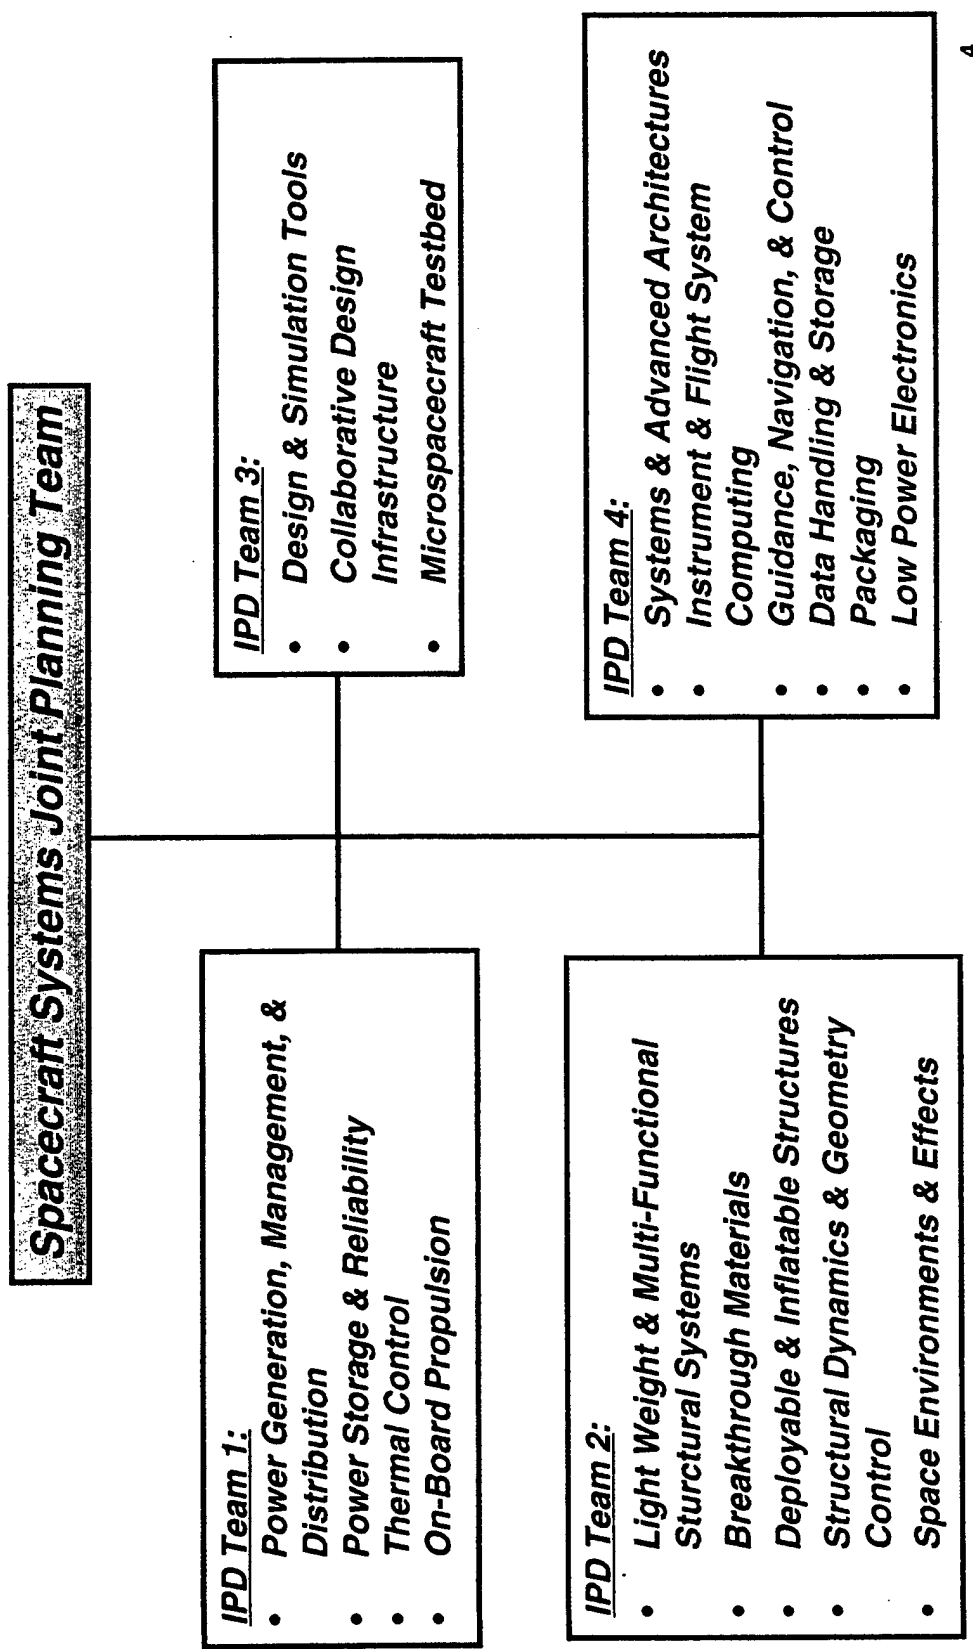 Spacecraft Systems Joint Planning Team
IPD Team 1:
• Power Generation, Management, &
Distribution
• Power Storage & Reliability
• Thermal Control
• On-Board Propulsion
IPD Team 3:
• Design & Simulation Tools
• Collaborative Design
Infrastructure
• Microspacecraft Testbed
IPD Team 2:
• Light Weight & Multi-Functional
Sturctural Systems
• Breakthrough Materials
• Deployable & Inflatable Structures
• Structural Dynamics & Geometry
Control
• Space Environments & Effects
IPD Team 4:
• Systems & Advanced Architectures
• Instrument & Flight System
Computing
• Guidance, Navigation, & Control
• Data Handling & Storage
• Packaging
• Low Power Electronics